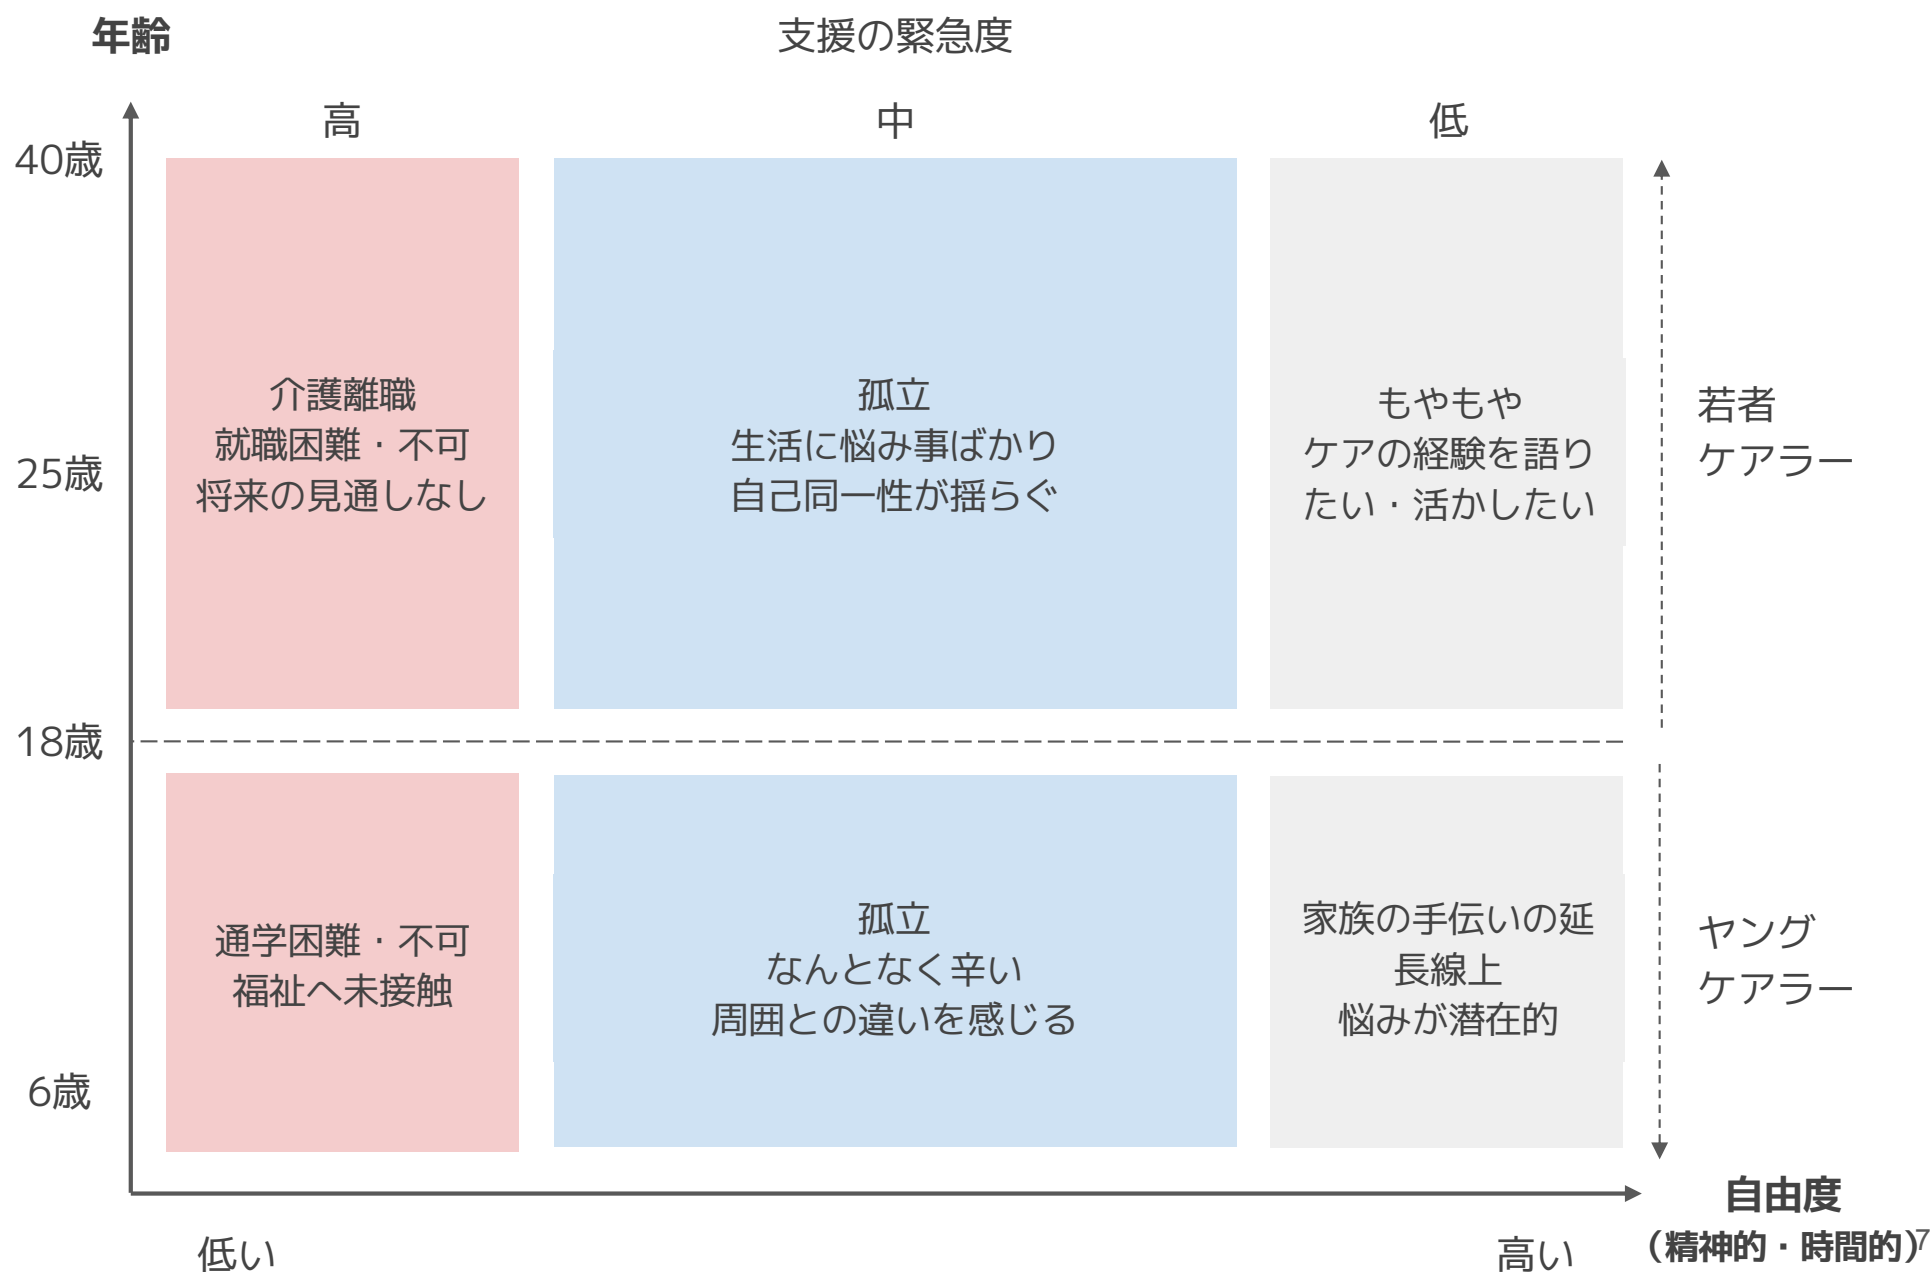 年齢
支援の緊急度
高
中
低
40歳
介護離職
就職困難・不可
将来の見通しなし
孤立
生活に悩み事ばかり
自己同一性が揺らぐ
もやもや
ケアの経験を語り
たい・活かしたい
若者
ケアラー
25歳
18歳
通学困難・不可
福祉へ未接触
孤立
なんとなく辛い
周囲との違いを感じる
家族の手伝いの延
長線上
悩みが潜在的
ヤング
ケアラー
6歳
自由度
（精神的・時間的）
7
低い
高い